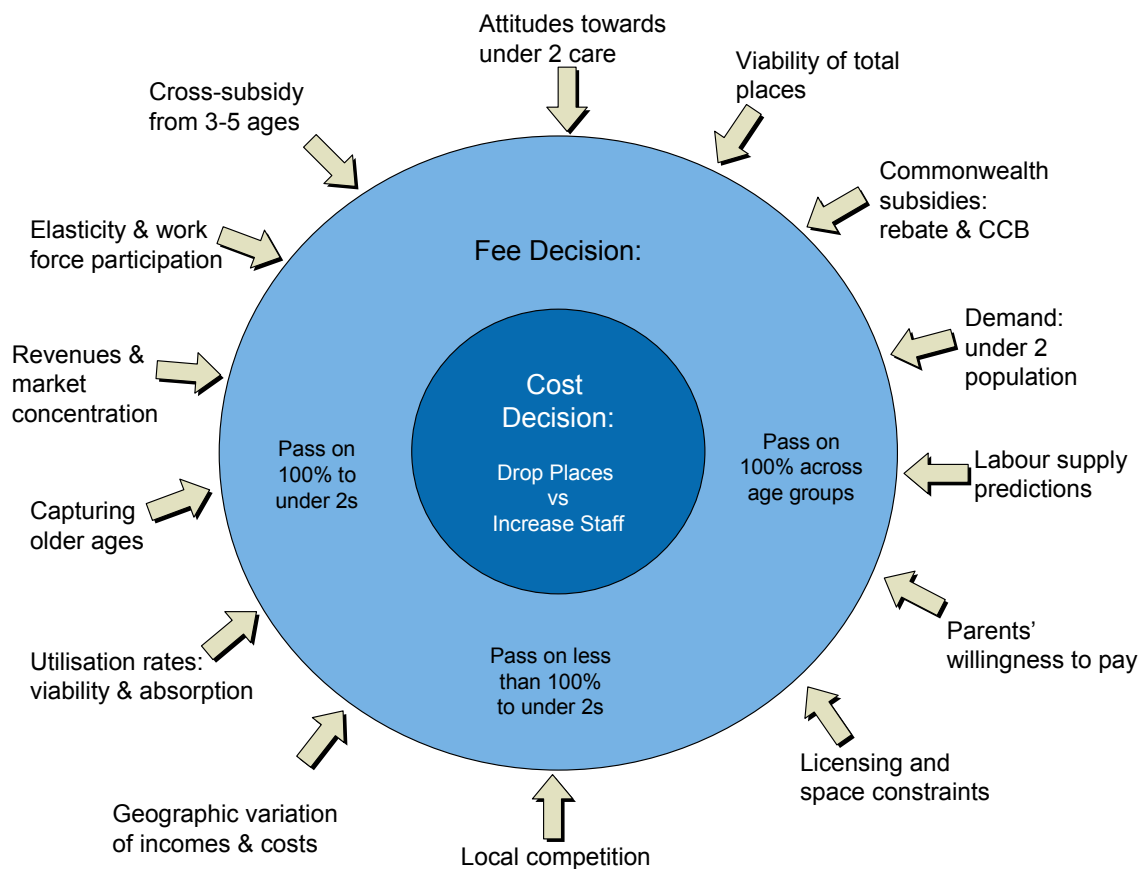 Attitudes towards
under 2 care
Viability of total
places
Cross-subsidy
from 3-5 ages
Commonwealth
subsidies:
rebate & CCB
Elasticity & work
force participation
Fee Decision:
Demand:
under 2
population
Revenues &
market
concentration
Cost
Decision:
Drop Places
vs
Increase Staff
Pass on
100% to
under 2s
Pass on
100% across
age groups
Labour supply
predictions
Capturing
older ages
Parents'
willingness to pay
Utilisation rates:
viability & absorption
Pass on less
than 100%
to under 2s
Licensing and
space constraints
Geographic variation
of incomes & costs
Local competition